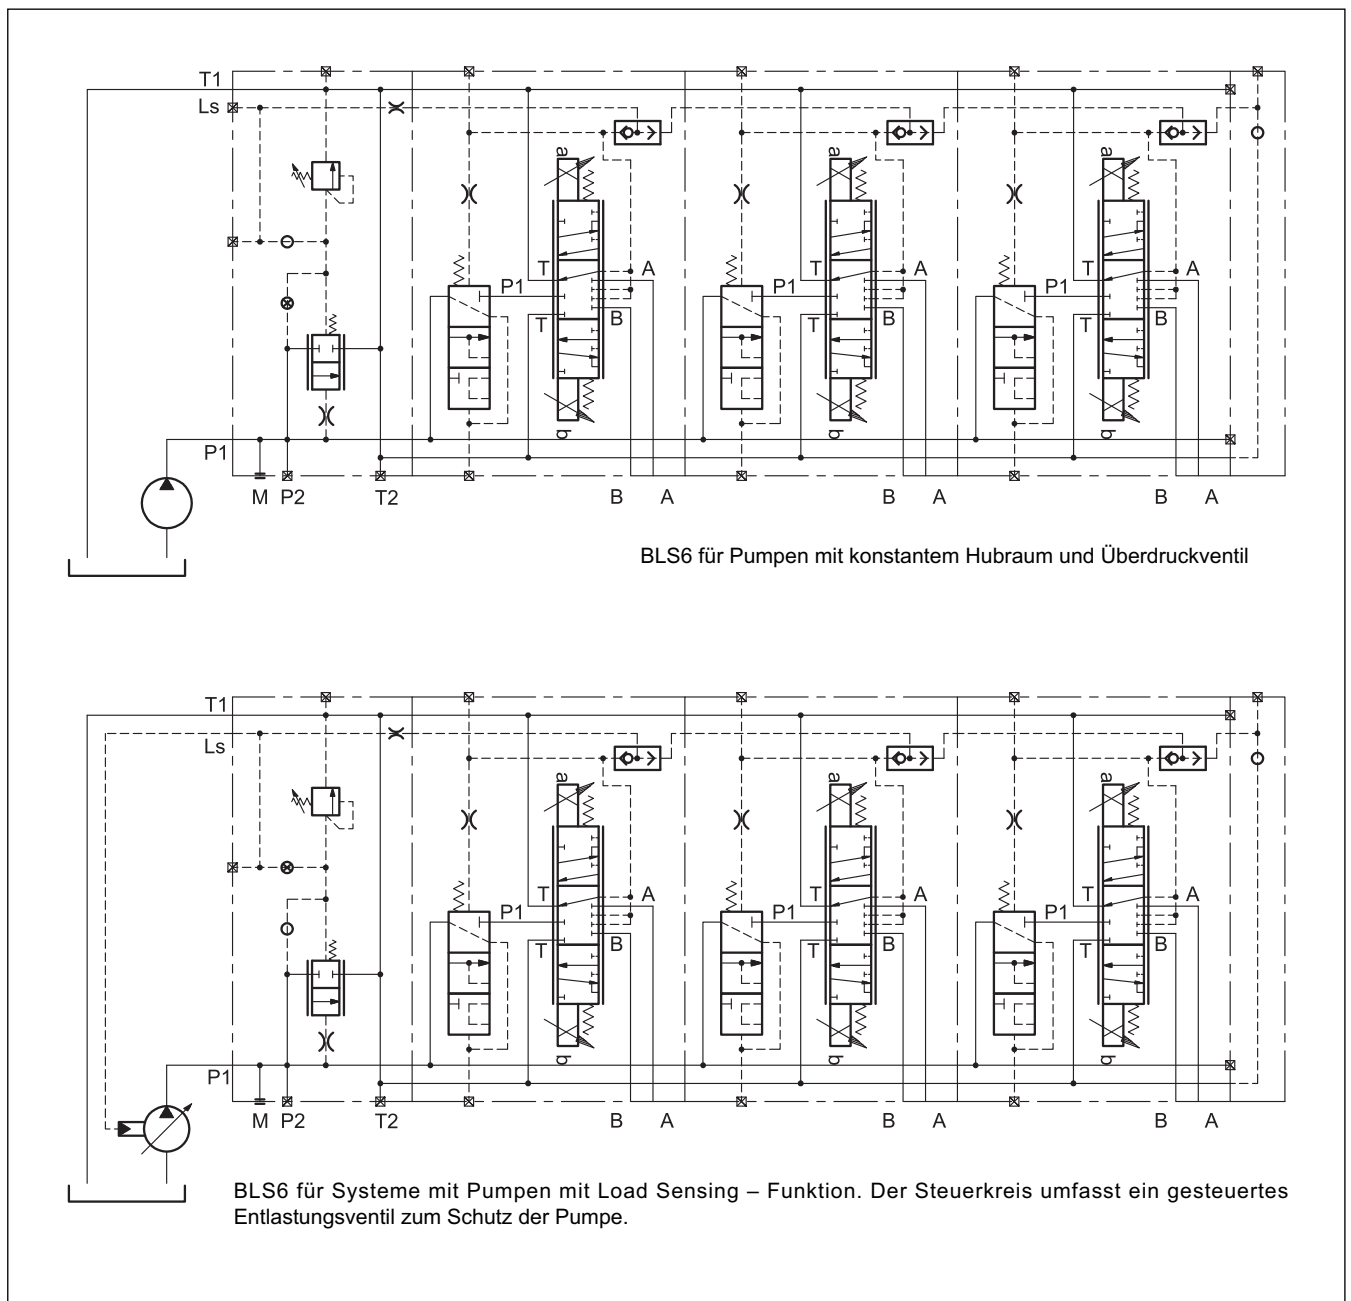 T1
Ls
a
a
a
T
P1
A
T
B
b
T
P1
A
T
B
b
T
P1
A
T
B
b
P1
M P2 T2 B A B A B A
BLS6 für Pumpen mit konstantem Hubraum und Überdruckventil
T1
Ls
a
a
a
T
P1
A
T
B
b
T
P1
A
T
B
b
T
P1
A
T
B
b
P1
M P2 T2 B A B A B A
BLS6 für Systeme mit Pumpen mit Load Sensing – Funktion. Der Steuerkreis umfasst ein gesteuertes
Entlastungsventil zum Schutz der Pumpe.